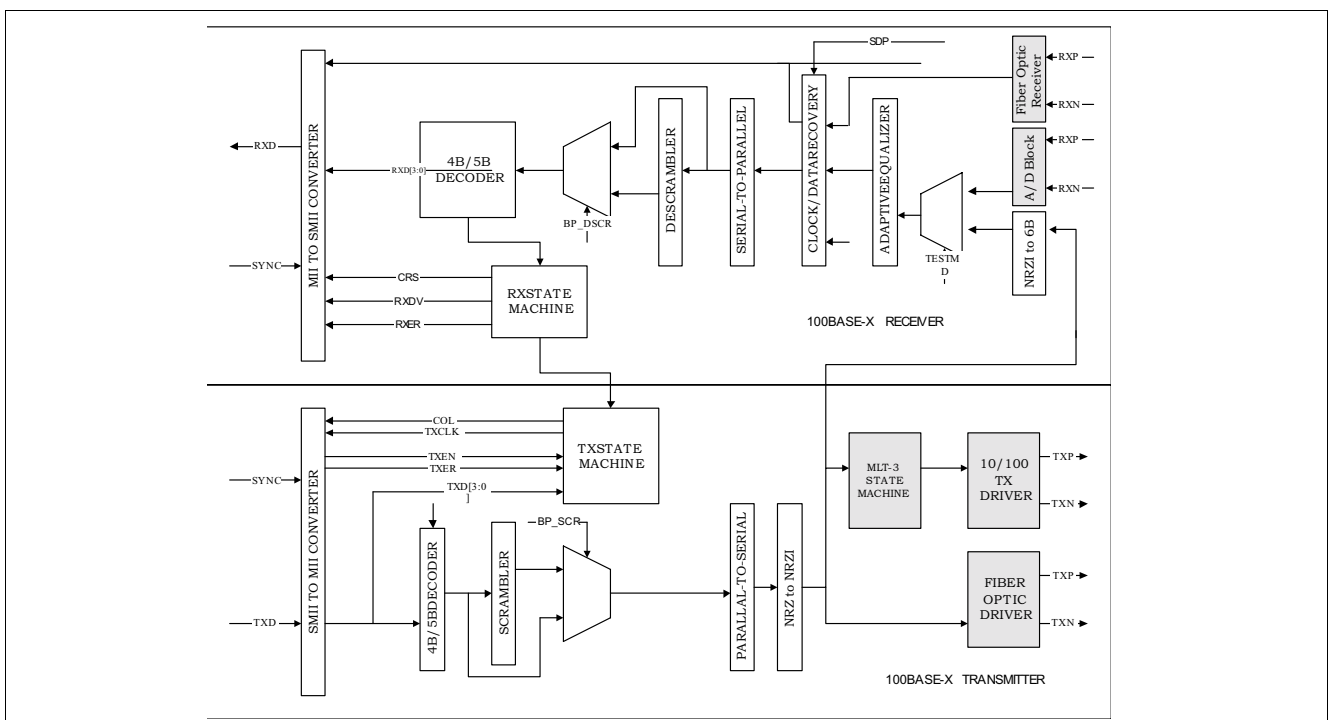 SDP
Fiber Optic
Receiver
RXP
RXN
MII TO SMII CONVERTER
RXD
SYNC
RXD[3:0]
4B/5B
DECODER
BP_DSCR
DESCRAMBLER
SERIAL-TO-PARALLEL
CLOCK/DATARECOVERY
ADAPTIVEEQUALIZER
TESTM
D
A/D Block
RXP
RXN
NRZI to 6B
CRS
RXDV
RXER
RXSTATE
MACHINE
100BASE-X RECEIVER
SMII TO MII CONVERTER
SYNC
TXD
COL
TXCLK
TXEN
TXER
TXD[3:0
]
TXSTATE
MACHINE
4B/5BDECODER
SCRAMBLER
BP_SCR
PARALLAL-TO-SERIAL
NRZ to NRZI
MLT-3
STATE
MACHINE
10/100
TX
DRIVER
TXP
TXN
FIBER
OPTIC
DRIVER
TXP
TXN
100BASE-X TRANSMITTER